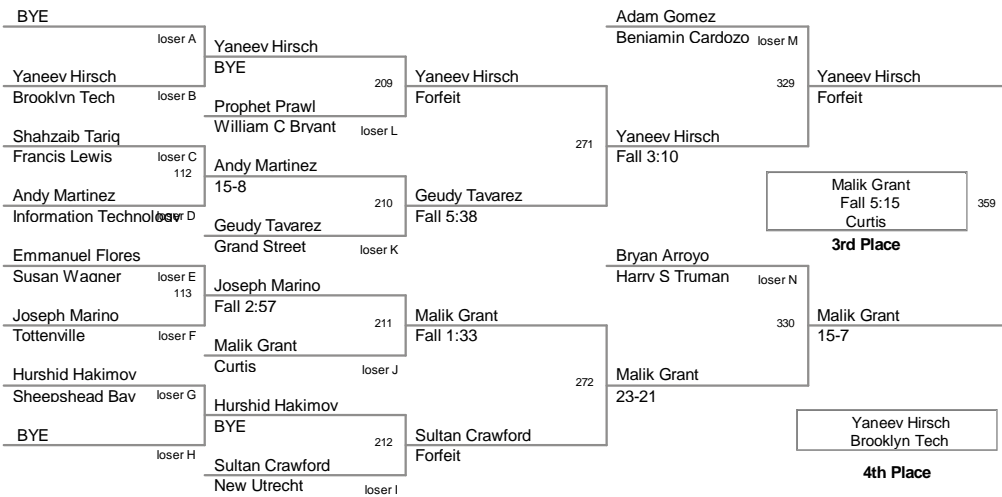 BYE
loser A
Yaneev Hirsch
BYE
Yaneev Hirsch
Brooklyn Tech
loser B
209
Yaneev Hirsch
Forfeit
Prophet Prawl
William C Bryant
loser L
Shahzaib Tariq
Francis Lewis
loser C
112
Andy Martinez
15-8
Andy Martinez
Information Technology
loser D
210
Geudy Tavarez
Fall 5:38
Geudy Tavarez
Grand Street
loser K
271
Yaneev Hirsch
Fall 3:10
Adam Gomez
Benjamin Cardozo
loser M
329
Yaneev Hirsch
Forfeit
Malik Grant
Fall 5:15
Curtis
359
3rd Place
Emmanuel Flores
Susan Wagner
loser E
113
Joseph Marino
Fall 2:57
Joseph Marino
Tottenville
loser F
211
Malik Grant
Fall 1:33
Malik Grant
Curtis
loser J
Hurshid Hakimov
Sheepshead Bay
loser G
Hurshid Hakimov
BYE
BYE
loser H
212
Sultan Crawford
Forfeit
Sultan Crawford
New Utrecht
loser I
272
Malik Grant
23-21
Bryan Arroyo
Harry S Truman
loser N
330
Malik Grant
15-7
Yaneev Hirsch
Brooklyn Tech
4th Place